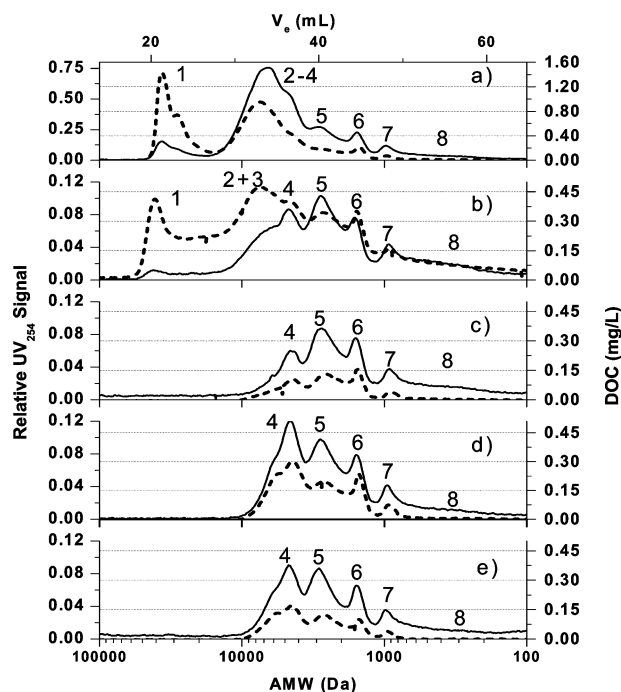 V_e (mL)
20 40 60
0.75 0.50 0.25 0.00
1 2-4 5 6 7 8 a)
1.60 1.20 0.80 0.40 0.00
0.12 0.08 0.04 0.00
1 2+3 4 5 6 7 8 b)
0.45 0.30 0.15 0.00
Relative UV254 Signal
DOC (mg/L)
0.12 0.08 0.04 0.00
4 5 6 7 8 c)
0.45 0.30 0.15 0.00
0.12 0.08 0.04 0.00
4 5 6 7 8 d)
0.45 0.30 0.15 0.00
0.12 0.08 0.04 0.00
4 5 6 7 8 e)
0.45 0.30 0.15 0.00
100000 10000 1000 100
AMW (Da)